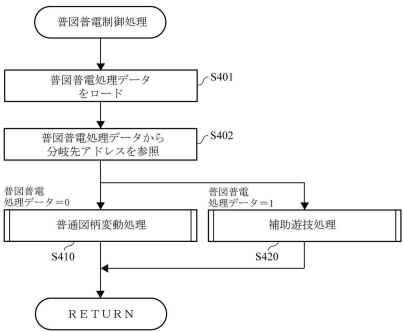 普図普電制御処理
普図普電処理データ
をロード
S401
普図普電処理データから
分岐先アドレスを参照
S402
普図普電
処理データ=0
普図普電
処理データ=1
普通図柄変動処理
補助遊技処理
S410
S420
RETURN